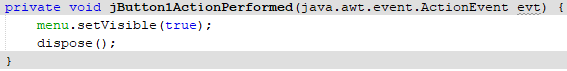 private void jButton1ActionPerformed(java.awt.event.ActionEvent evt) {
menu.setVisible(true);
dispose();
}